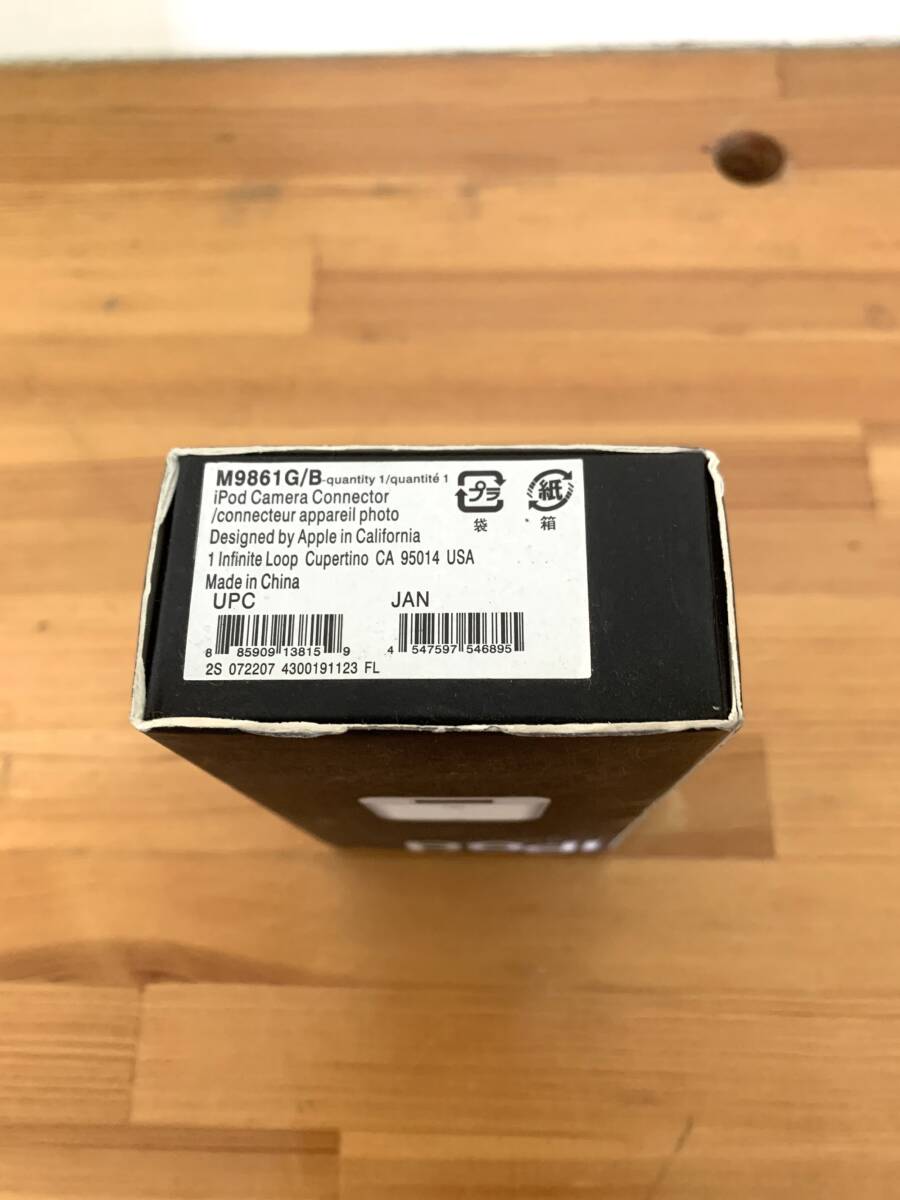 M9861G/B-quantity 1/quantité 1
iPod Camera Connector
/connecteur appareil photo
Designed by Apple in California
1 Infinite Loop Cupertino CA 95014 USA
Made in China
プラ
袋
紙
箱
UPC
JAN
8 85909 13815 9
4 547597 546895
2S 072207 4300191123 FL
iPod